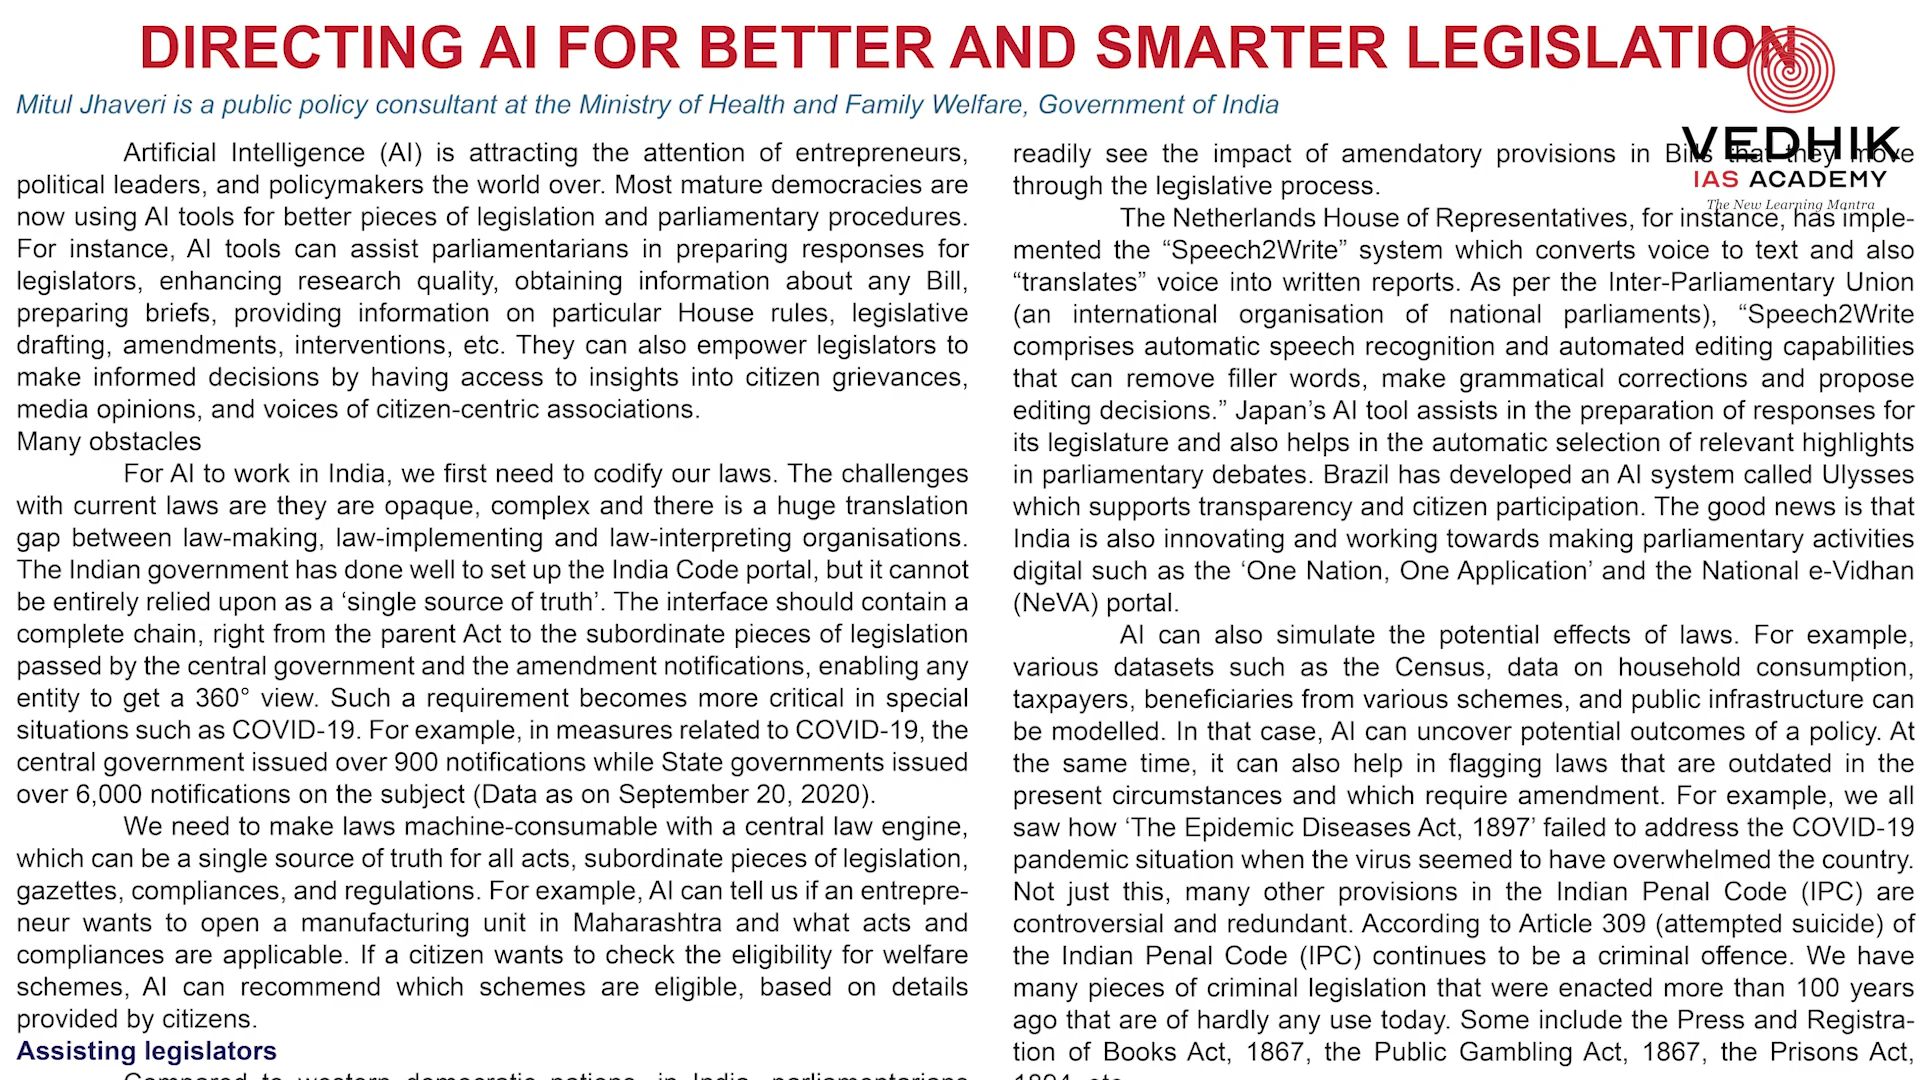 DIRECTING AI FOR BETTER AND SMARTER LEGISLATION
Mitul Jhaveri is a public policy consultant at the Ministry of Health and Family Welfare, Government of India
Artificial Intelligence (AI) is attracting the attention of entrepreneurs,
political leaders, and policymakers the world over. Most mature democracies are
now using AI tools for better pieces of legislation and parliamentary procedures.
For instance, AI tools can assist parliamentarians in preparing responses for
legislators, enhancing research quality, obtaining information about any Bill,
preparing briefs, providing information on particular House rules, legislative
drafting, amendments, interventions, etc. They can also empower legislators to
make informed decisions by having access to insights into citizen grievances,
media opinions, and voices of citizen-centric associations.
Many obstacles
For AI to work in India, we first need to codify our laws. The challenges
with current laws are they are opaque, complex and there is a huge translation
gap between law-making, law-implementing and law-interpreting organisations.
The Indian government has done well to set up the India Code portal, but it cannot
be entirely relied upon as a ‘single source of truth’. The interface should contain a
complete chain, right from the parent Act to the subordinate pieces of legislation
passed by the central government and the amendment notifications, enabling any
entity to get a 360° view. Such a requirement becomes more critical in special
situations such as COVID-19. For example, in measures related to COVID-19, the
central government issued over 900 notifications while State governments issued
over 6,000 notifications on the subject (Data as on September 20, 2020).
We need to make laws machine-consumable with a central law engine,
which can be a single source of truth for all acts, subordinate pieces of legislation,
gazettes, compliances, and regulations. For example, AI can tell us if an entrepre-
neur wants to open a manufacturing unit in Maharashtra and what acts and
compliances are applicable. If a citizen wants to check the eligibility for welfare
schemes, AI can recommend which schemes are eligible, based on details
provided by citizens.
Assisting legislators
Compared to western democratic nations, in India, parliamentarians
readily see the impact of amendatory provisions in Bills that they move
through the legislative process.
The Netherlands House of Representatives, for instance, has imple-
mented the “Speech2Write” system which converts voice to text and also
“translates” voice into written reports. As per the Inter-Parliamentary Union
(an international organisation of national parliaments), “Speech2Write
comprises automatic speech recognition and automated editing capabilities
that can remove filler words, make grammatical corrections and propose
editing decisions.” Japan’s AI tool assists in the preparation of responses for
its legislature and also helps in the automatic selection of relevant highlights
in parliamentary debates. Brazil has developed an AI system called Ulysses
which supports transparency and citizen participation. The good news is that
India is also innovating and working towards making parliamentary activities
digital such as the ‘One Nation, One Application’ and the National e-Vidhan
(NeVA) portal.
AI can also simulate the potential effects of laws. For example,
various datasets such as the Census, data on household consumption,
taxpayers, beneficiaries from various schemes, and public infrastructure can
be modelled. In that case, AI can uncover potential outcomes of a policy. At
the same time, it can also help in flagging laws that are outdated in the
present circumstances and which require amendment. For example, we all
saw how ‘The Epidemic Diseases Act, 1897’ failed to address the COVID-19
pandemic situation when the virus seemed to have overwhelmed the country.
Not just this, many other provisions in the Indian Penal Code (IPC) are
controversial and redundant. According to Article 309 (attempted suicide) of
the Indian Penal Code (IPC) continues to be a criminal offence. We have
many pieces of criminal legislation that were enacted more than 100 years
ago that are of hardly any use today. Some include the Press and Registra-
tion of Books Act, 1867, the Public Gambling Act, 1867, the Prisons Act,
1894, etc.
VEDHIK
IAS ACADEMY
The New Learning Mantra